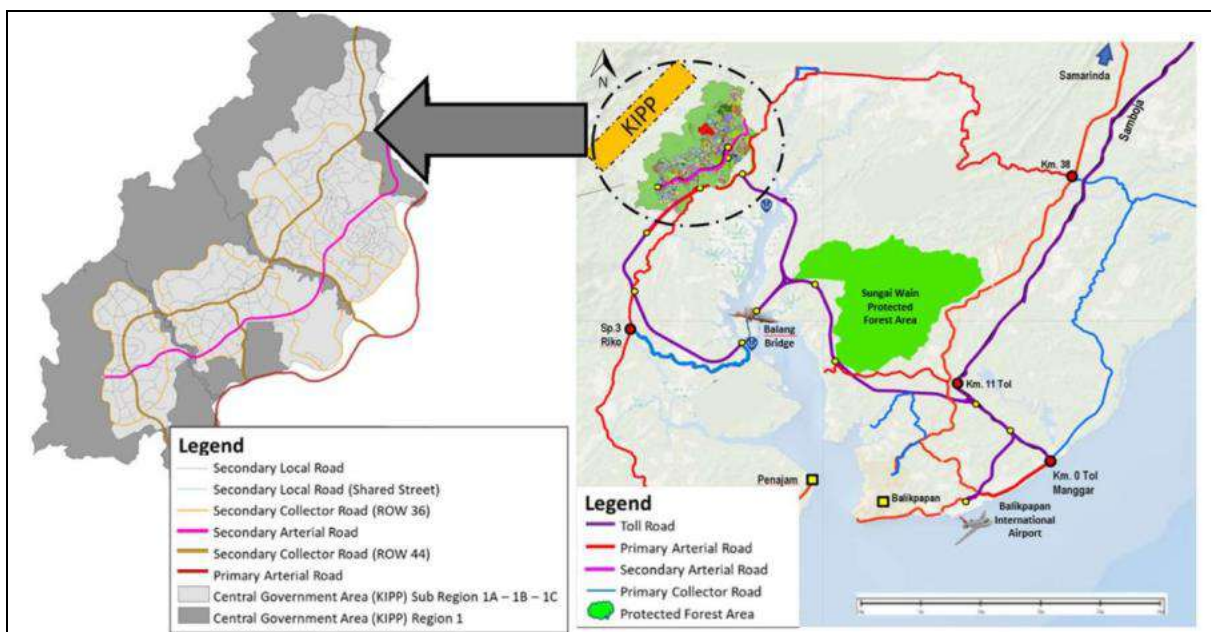 Legend
Secondary Local Road
Secondary Local Road (Shared Street)
Secondary Collector Road (ROW 36)
Secondary Arterial Road
Secondary Collector Road (ROW 44)
Primary Arterial Road
Central Government Area (KIPP) Sub Region 1A – 1B – 1C
Central Government Area (KIPP) Region 1
N
KIPP
Samarinda
Samboja
Km. 38
Sungai Wain
Protected
Forest Area
Sp.3
Riko
Balang
Bridge
Km. 11 Tol
Km. 0 Tol
Manggar
Penajam
Balikpapan
Balikpapan
International
Airport
Legend
Toll Road
Primary Arterial Road
Secondary Arterial Road
Primary Collector Road
Protected Forest Area